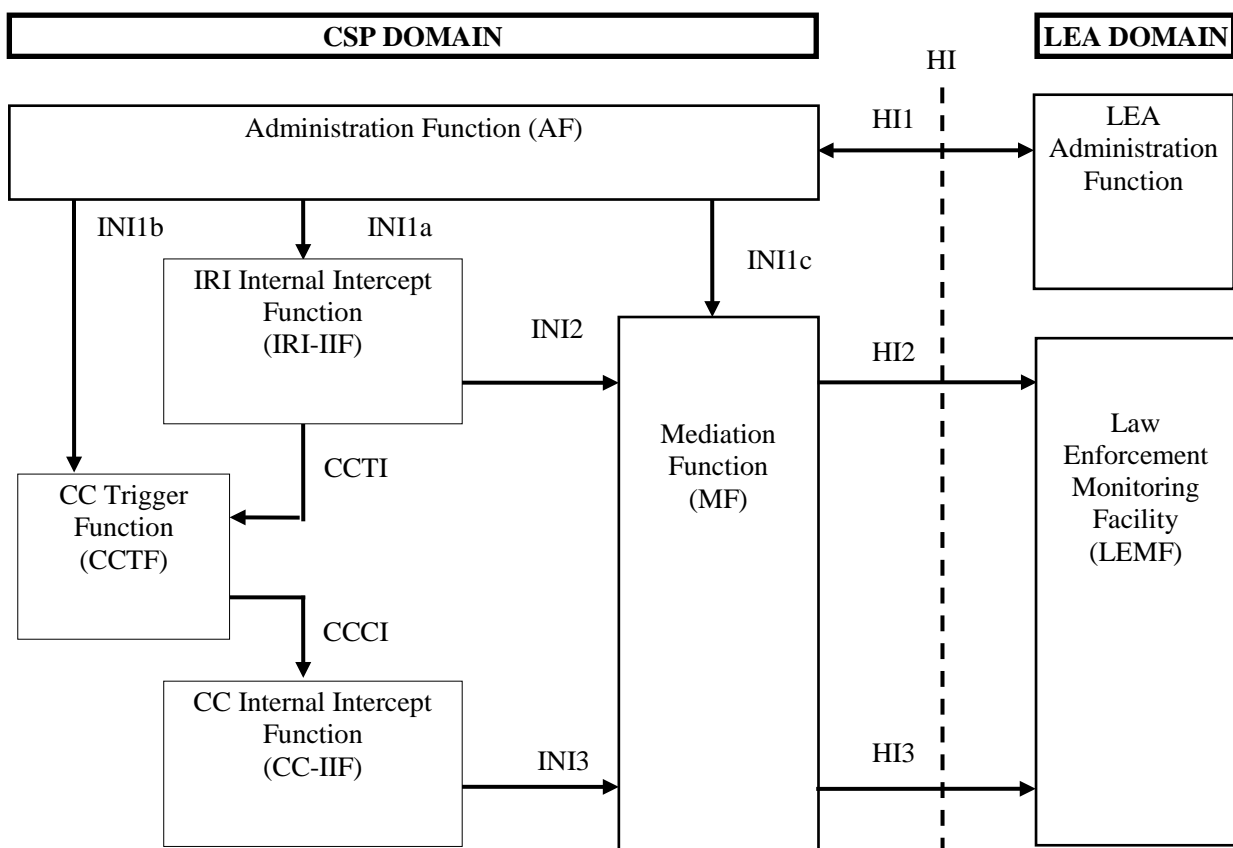 CSP DOMAIN
LEA DOMAIN
HI
Administration Function (AF)
HI1
LEA
Administration
Function
INI1b
INI1a
INI1c
IRI Internal Intercept
Function
(IRI-IIF)
INI2
HI2
Mediation
Function
(MF)
Law
Enforcement
Monitoring
Facility
(LEMF)
CCTI
CC Trigger
Function
(CCTF)
CCCI
CC Internal Intercept
Function
(CC-IIF)
INI3
HI3